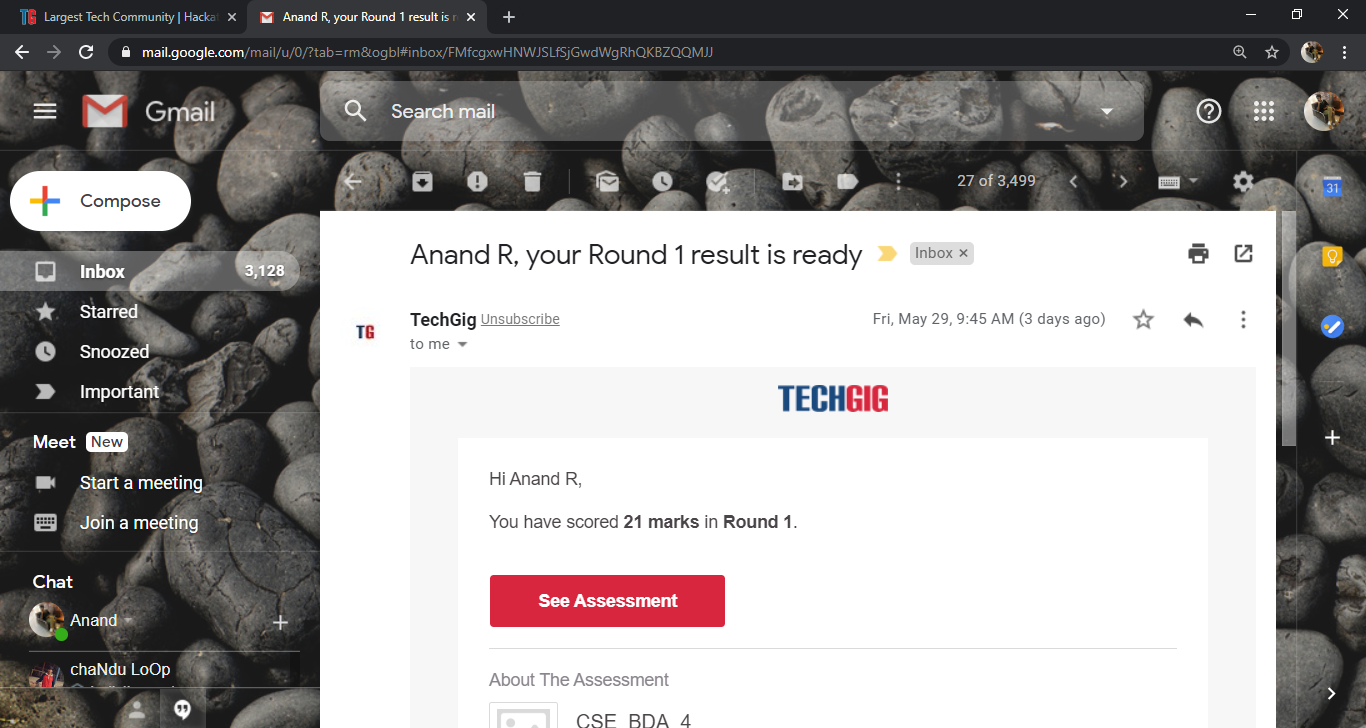 TG Largest Tech Community | Hacka
Anand R, your Round 1 result is r
mail.google.com/mail/u/0/?tab=rm&ogbl#inbox/FMfcgxwHNWJSLfSjGwdWgRhQKBZQQMJJ
Gmail
Search mail
Compose
27 of 3,499
31
Inbox 3,128
Starred
Snoozed
Important
Meet New
Start a meeting
Join a meeting
Chat
Anand
chaNdu LoOp
Anand R, your Round 1 result is ready Inbox
TG
TechGig Unsubscribe Fri, May 29, 9:45 AM (3 days ago)
to me
TECHGIG
Hi Anand R,
You have scored 21 marks in Round 1.
See Assessment
About The Assessment
CSE_BDA_4